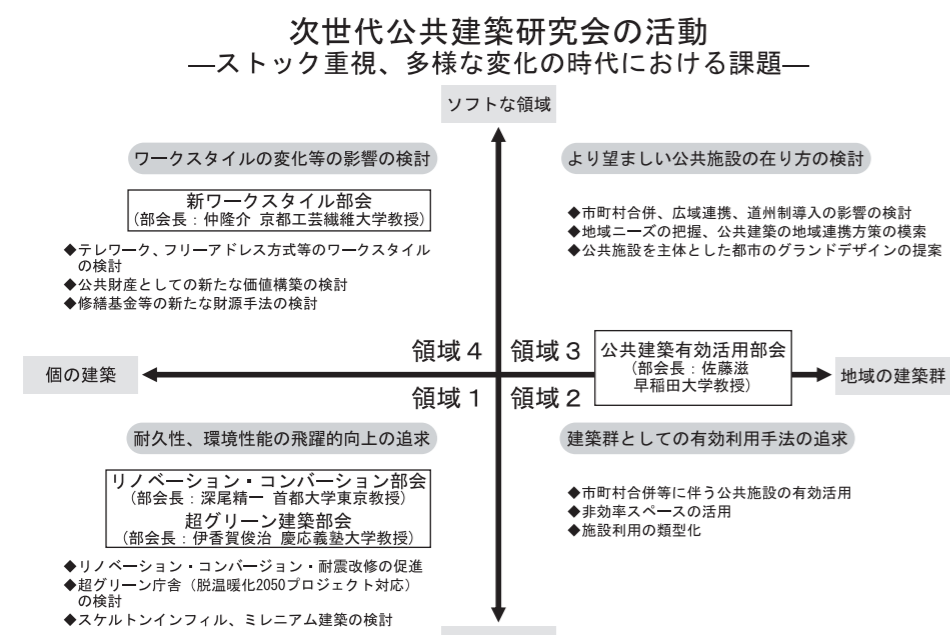 次世代公共建築研究会の活動
―ストック重視、多様な変化の時代における課題―
ソフトな領域
ワークスタイルの変化等の影響の検討
新ワークスタイル部会
(部会長：仲隆介 京都工芸繊維大学教授)
◆テレワーク、フリーアドレス方式等のワークスタイル
の検討
◆公共財産としての新たな価値構築の検討
◆修繕基金等の新たな財源手法の検討
より望ましい公共施設の在り方の検討
◆市町村合併、広域連携、道州制導入の影響の検討
◆地域ニーズの把握、公共建築の地域連携方策の模索
◆公共施設を主体とした都市のグランドデザインの提案
領域４
領域３
公共建築有効活用部会
(部会長：佐藤滋
早稲田大学教授)
個の建築
地域の建築群
領域１
領域２
耐久性、環境性能の飛躍的向上の追求
リノベーション・コンバーション部会
(部会長：深尾精一 首都大学東京教授)
超グリーン建築部会
(部会長：伊香賀俊治 慶応義塾大学教授)
◆リノベーション・コンバージョン・耐震改修の促進
◆超グリーン庁舎（脱温暖化2050プロジェクト対応）
の検討
◆スケルトンインフィル、ミレニアム建築の検討
建築群としての有効利用手法の追求
◆市町村合併等に伴う公共施設の有効活用
◆非効率スペースの活用
◆施設利用の類型化